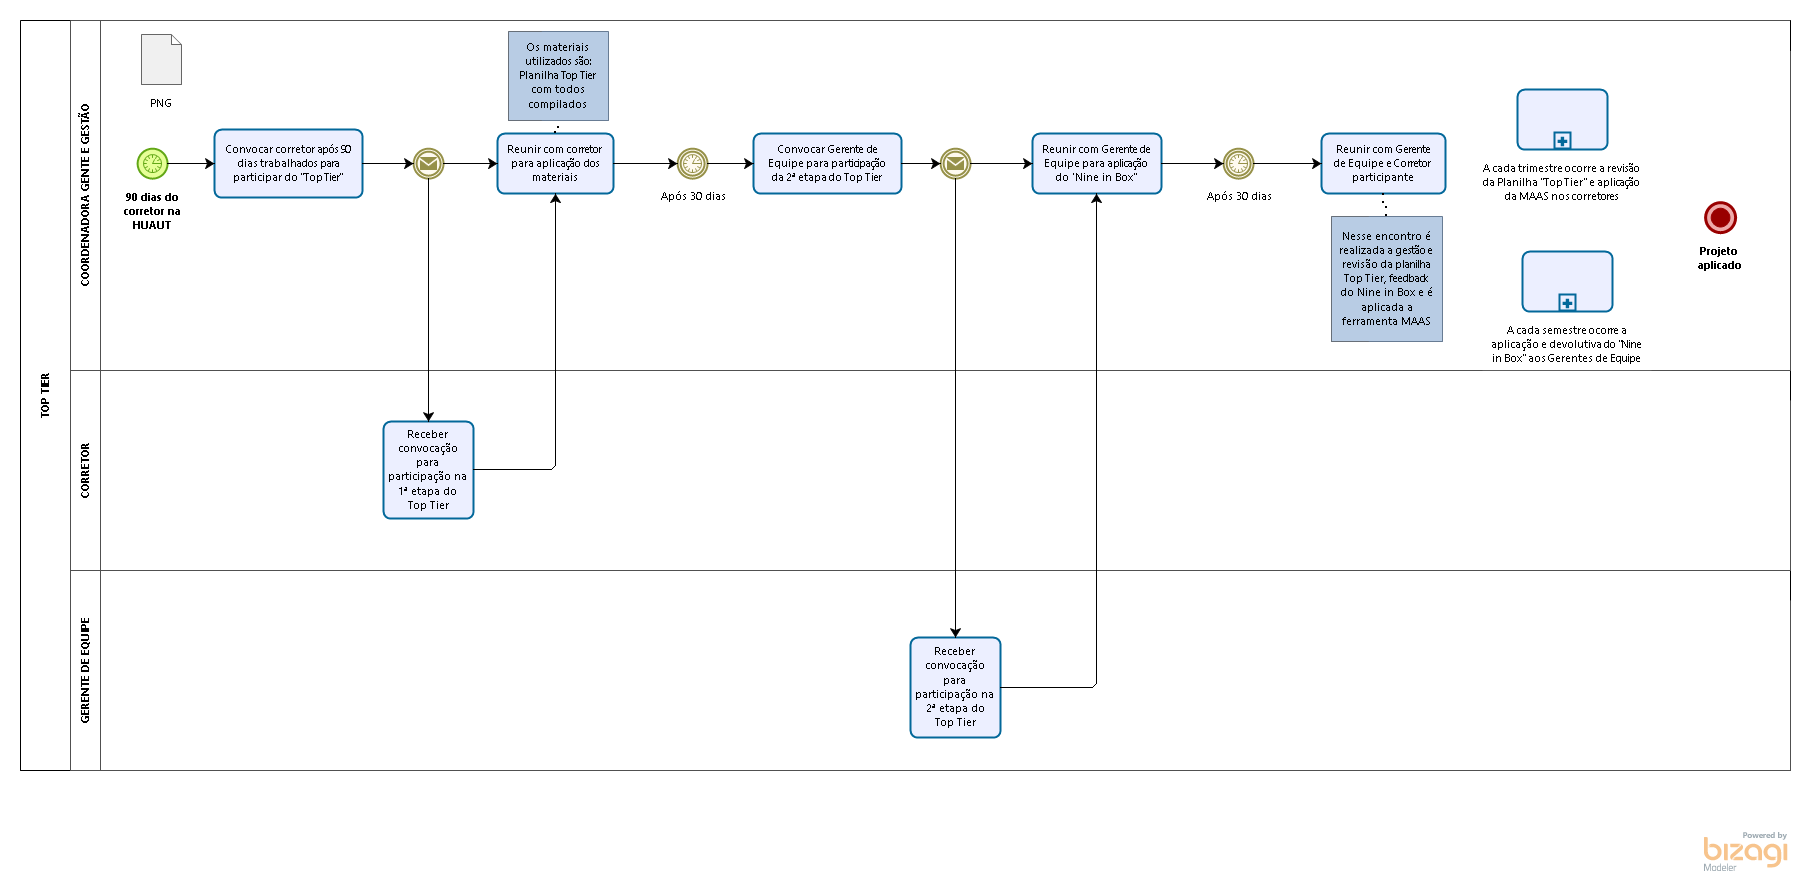 TOP TIER
COORDENADORA GENTE E GESTÃO
PNG
90 dias do
corretor na
HUAUT
Convocar corretor após 90
dias trabalhados para
participar do "Top Tier"
Os materiais
utilizados são:
Planilha Top Tier
com todos
compilados
Reunir com corretor
para aplicação dos
materiais
Após 30 dias
Convocar Gerente de
Equipe para participação
da 2ª etapa do Top Tier
Reunir com Gerente de
Equipe para aplicação
do 'Nine in Box"
Após 30 dias
Reunir com Gerente
de Equipe e Corretor
participante
Nesse encontro é
realizada a gestão e
revisão da planilha
Top Tier, feedback
do Nine in Box e é
aplicada a
ferramenta MAAS
A cada trimestre ocorre a revisão
da Planilha "Top Tier" e aplicação
da MAAS nos corretores
A cada semestre ocorre a
aplicação e devolutiva do "Nine
in Box" aos Gerentes de Equipe
Projeto
aplicado
CORRETOR
Receber
convocação
para
participação na
1ª etapa do
Top Tier
GERENTE DE EQUIPE
Receber
convocação
para
participação na
2ª etapa do
Top Tier
Powered by
bizagi
Modeler